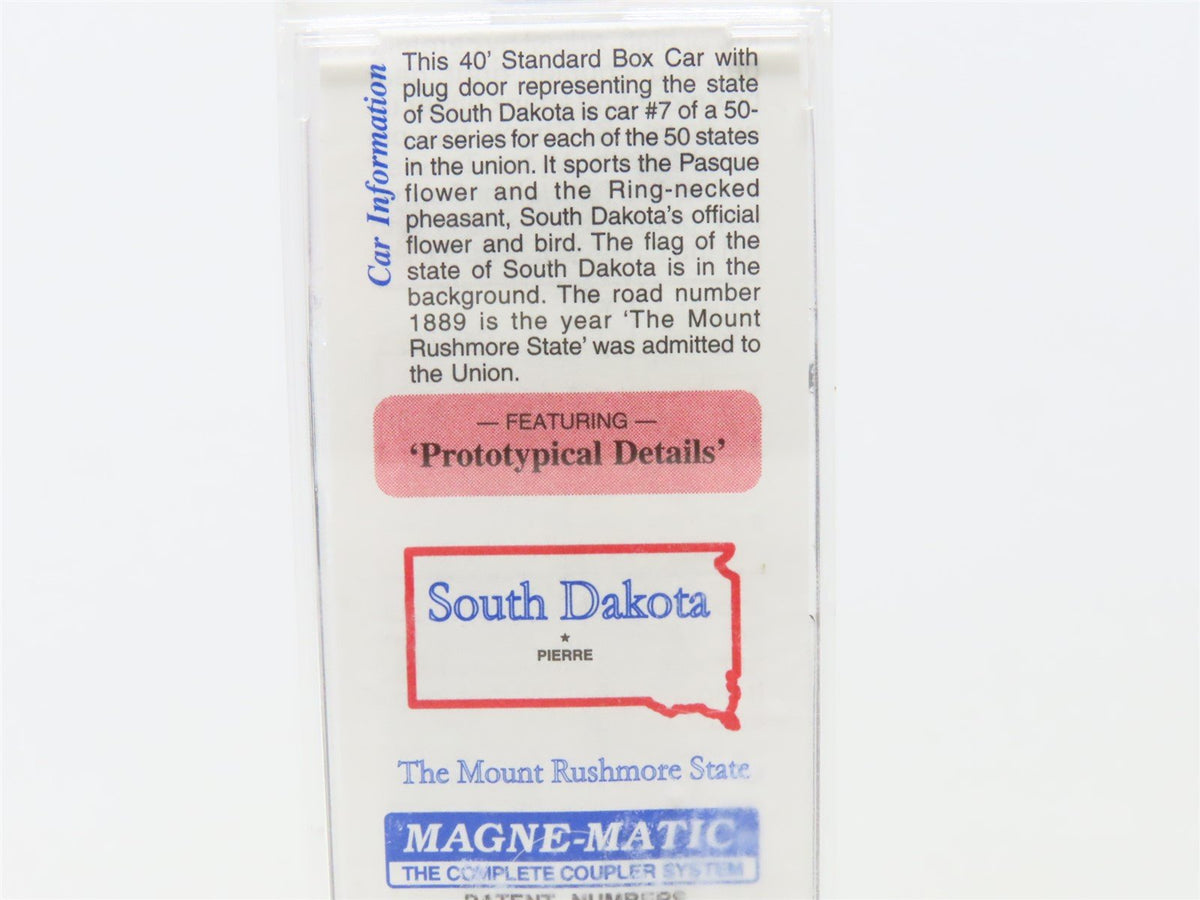 Car Information
This 40' Standard Box Car with
plug door representing the state
of South Dakota is car #7 of a 50-
car series for each of the 50 states
in the union. It sports the Pasque
flower and the Ring-necked
pheasant, South Dakota's official
flower and bird. The flag of the
state of South Dakota is in the
background. The road number
1889 is the year ‘The Mount
Rushmore State’ was admitted to
the Union.
— FEATURING —
‘Prototypical Details’
South Dakota
PIERRE
The Mount Rushmore State
MAGNE-MATIC
THE COMPLETE COUPLER SYSTEM
PATENT NUMBERS